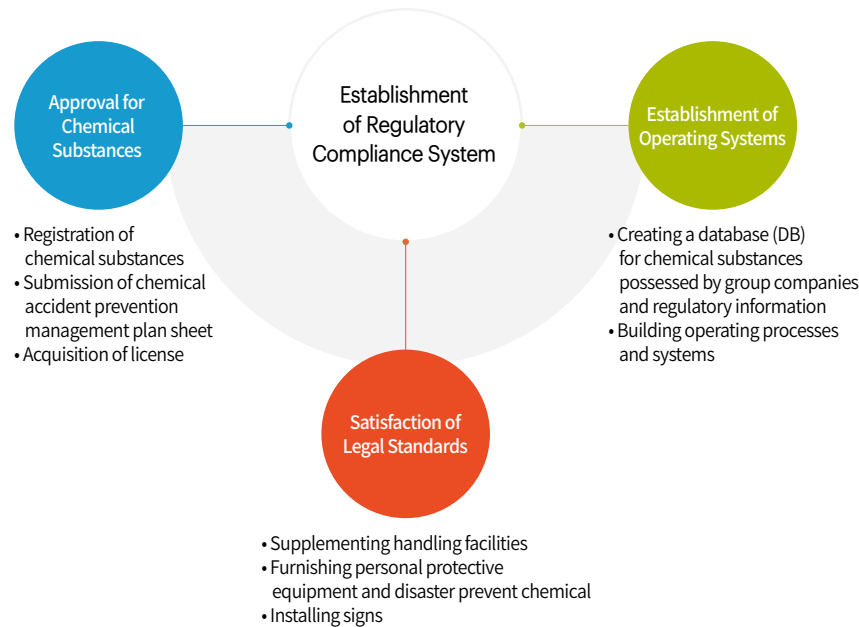 Approval for
Chemical
Substances
• Registration of
chemical substances
• Submission of chemical
accident prevention
management plan sheet
• Acquisition of license
Establishment
of Regulatory
Compliance System
Establishment of
Operating Systems
• Creating a database (DB)
for chemical substances
possessed by group companies
and regulatory information
• Building operating processes
and systems
Satisfaction of
Legal Standards
• Supplementing handling facilities
• Furnishing personal protective
equipment and disaster prevent chemical
• Installing signs